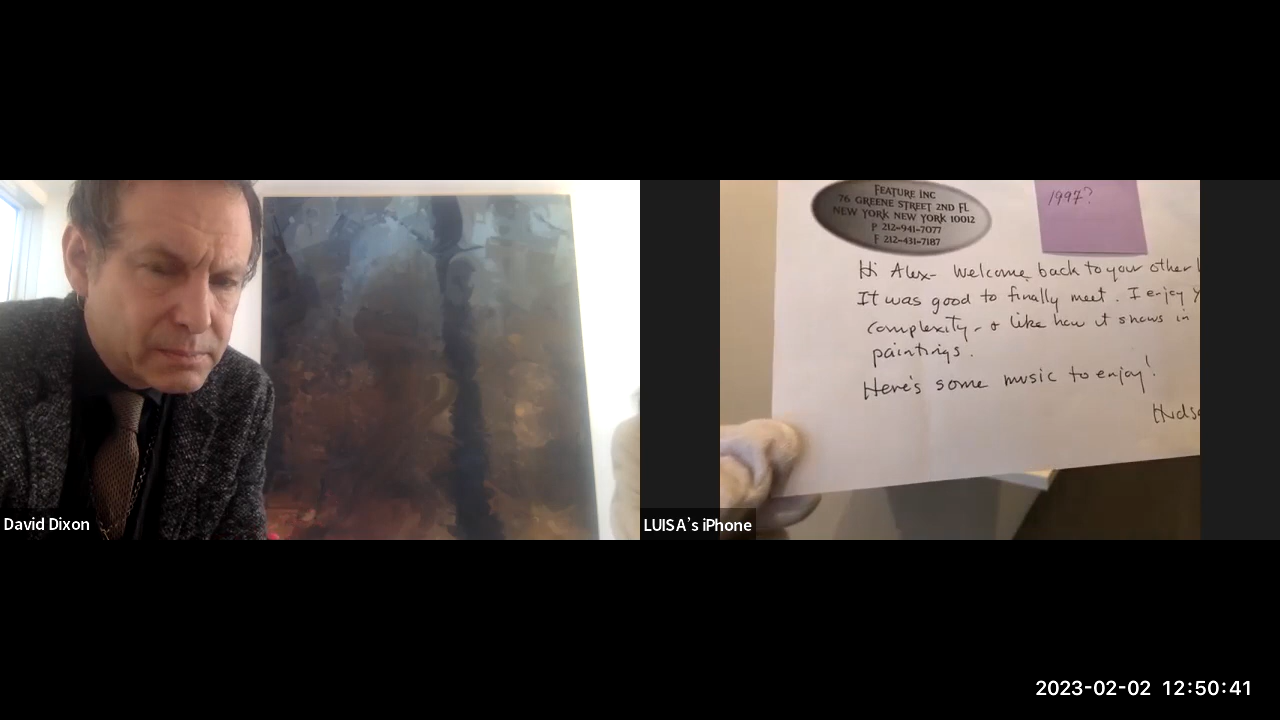 FEATURE INC
76 GREENE STREET 2ND FL
NEW YORK NEW YORK 10012
P 212-941-7077
F 212-431-7187
1997?
Hi Alex- Welcome back to your other
It was good to finally meet. I enjoy
complexity - & like how it shows in
paintings.
Here's some music to enjoy!
David Dixon
LUISA's iPhone
2023-02-02 12:50:41